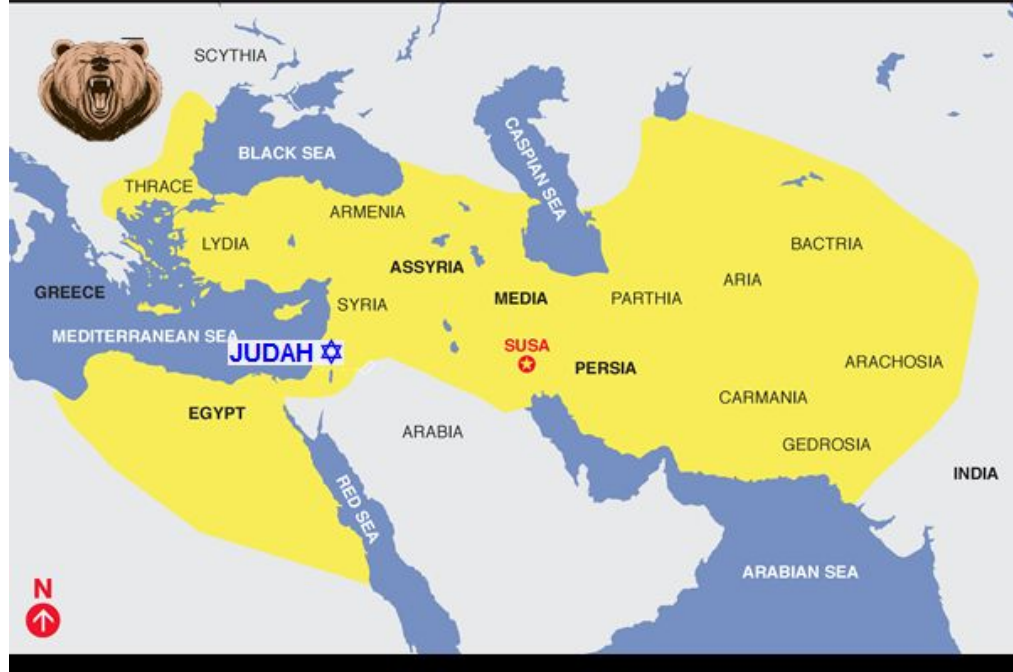 SCYTHIA
BLACK SEA
CASPIAN SEA
THRACE
ARMENIA
LYDIA
BACTRIA
ASSYRIA
ARIA
GREECE
SYRIA
MEDIA
PARTHIA
MEDITERRANEAN SEA
JUDAH
SUSA
PERSIA
ARACHOSIA
CARMANIA
EGYPT
ARABIA
GEDROSIA
INDIA
RED SEA
ARABIAN SEA
N